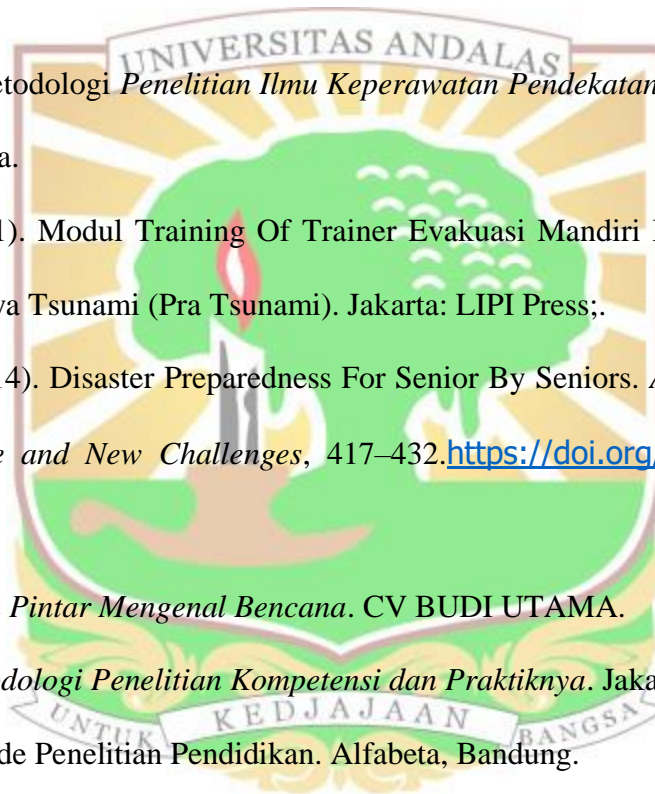 UNIVERSITAS ANDALAS
etodologi Penelitian Ilmu Keperawatan Pendekatan
a.
1). Modul Training Of Trainer Evakuasi Mandiri
ya Tsunami (Pra Tsunami). Jakarta: LIPI Press;.
14). Disaster Preparedness For Senior By Seniors.
e and New Challenges, 417–432.https://doi.org/
Pintar Mengenal Bencana. CV BUDI UTAMA.
odologi Penelitian Kompetensi dan Praktiknya. Jaka
UNTUK KEDJAJAAN BANGSA
de Penelitian Pendidikan. Alfabeta, Bandung.